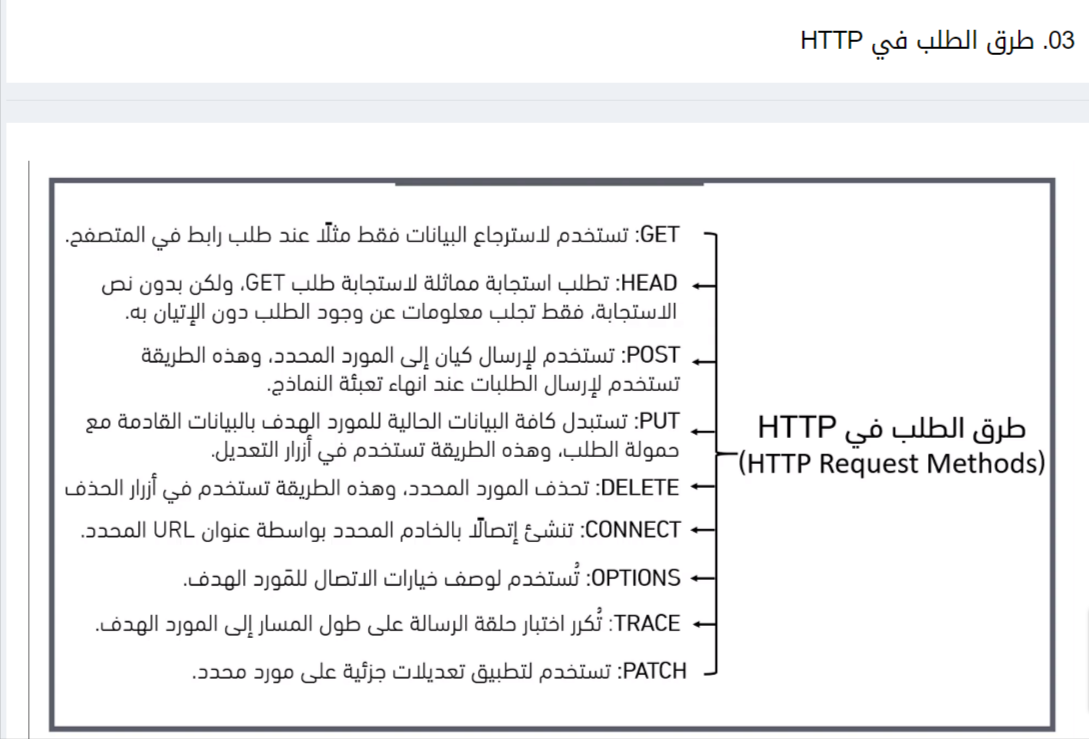 03. طرق الطلب في HTTP
طرق الطلب في HTTP
(HTTP Request Methods)
GET: تستخدم لاسترجاع البيانات فقط مثلًا عند طلب رابط في المتصفح.
HEAD: تطلب استجابة مماثلة لاستجابة طلب GET، ولكن بدون نص
الاستجابة، فقط تجلب معلومات عن وجود الطلب دون الإتيان به.
POST: تستخدم لإرسال كيان إلى المورد المحدد، وهذه الطريقة
تستخدم لإرسال الطلبات عند انهاء تعبئة النماذج.
PUT: تستبدل كافة البيانات الحالية للمورد الهدف بالبيانات القادمة مع
حمولة الطلب، وهذه الطريقة تستخدم في أزرار التعديل.
DELETE: تحذف المورد المحدد، وهذه الطريقة تستخدم في أزرار الحذف
CONNECT: تنشئ إتصالًا بالخادم المحدد بواسطة عنوان URL المحدد.
OPTIONS: تُستخدم لوصف خيارات الاتصال للمَورد الهدف.
TRACE: تُكرر اختبار حلقة الرسالة على طول المسار إلى المورد الهدف.
PATCH: تستخدم لتطبيق تعديلات جزئية على مورد محدد.